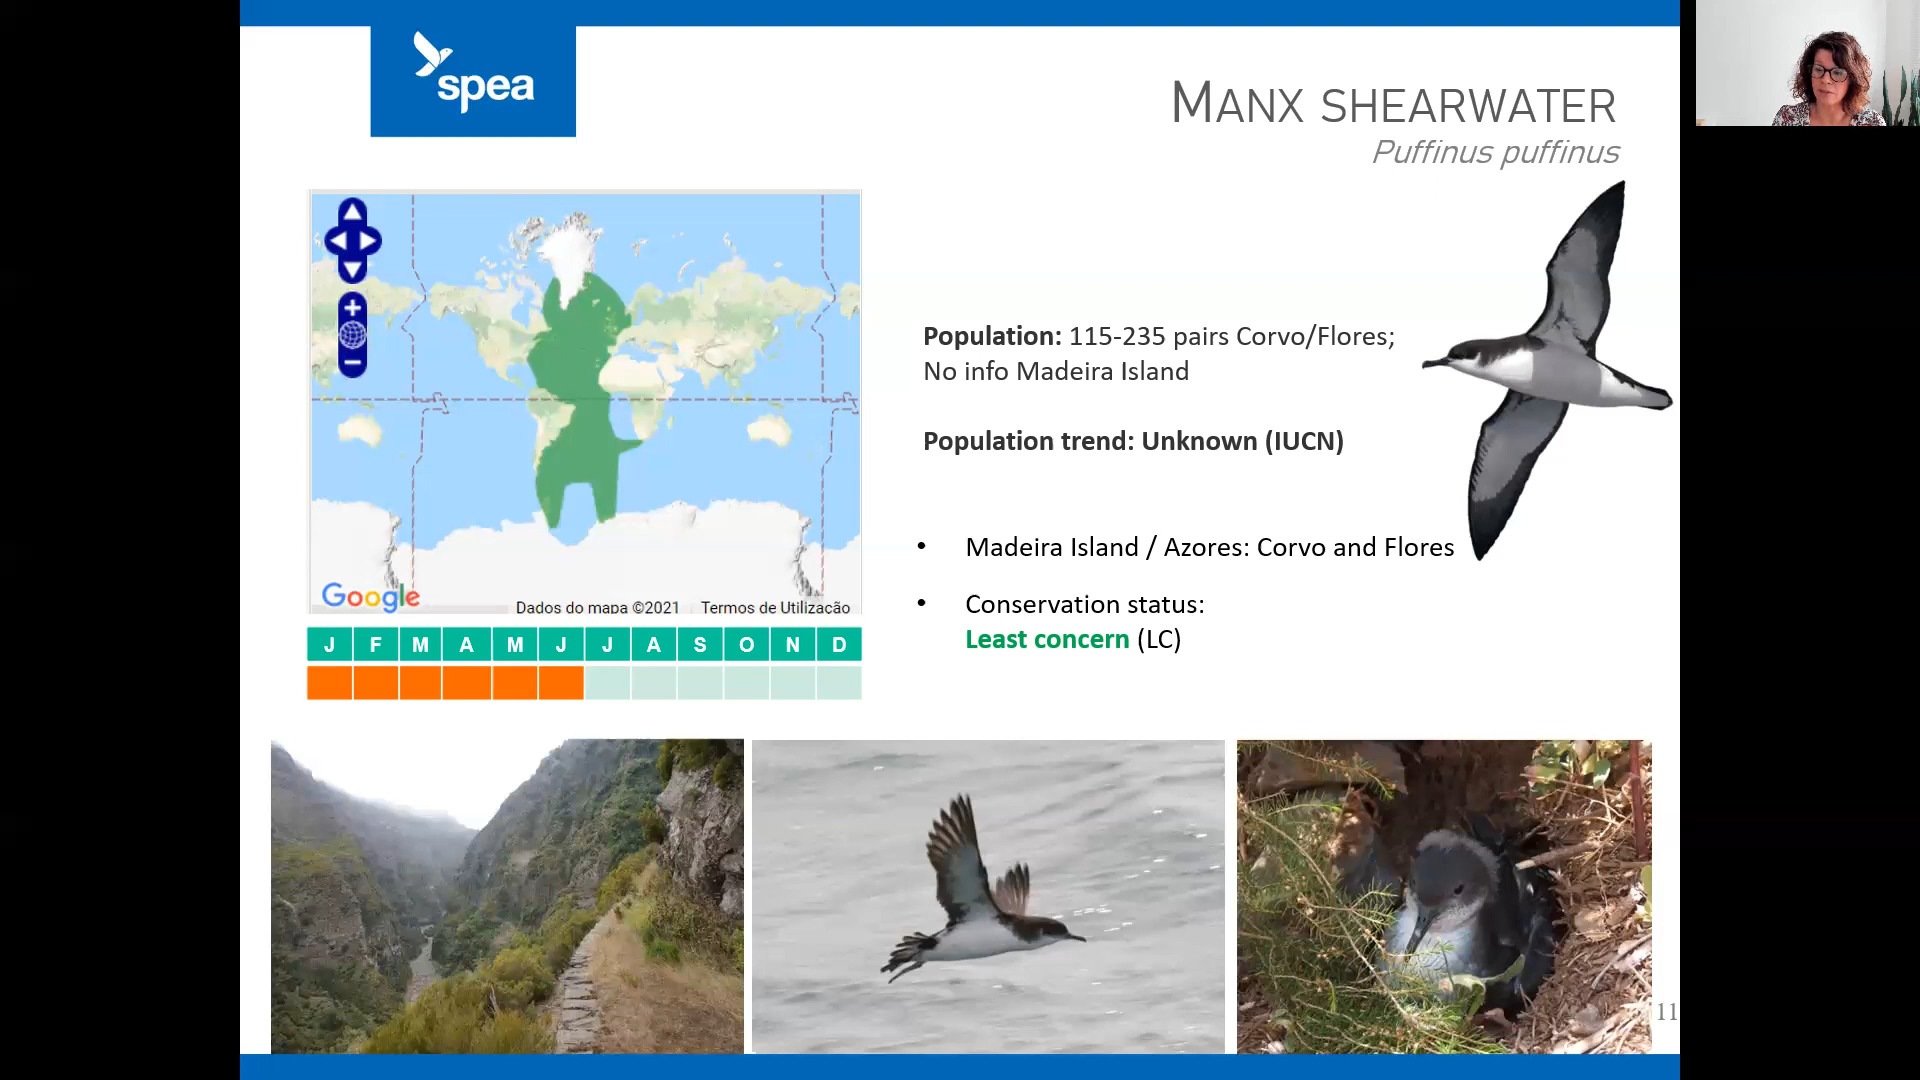 spea
MANX SHEARWATER
Puffinus puffinus
Population: 115-235 pairs Corvo/Flores;
No info Madeira Island
Population trend: Unknown (IUCN)
• Madeira Island / Azores: Corvo and Flores
• Conservation status:
Least concern (LC)
Google
Dados do mapa ©2021 Termos de Utilização
J F M A M J J A S O N D
11